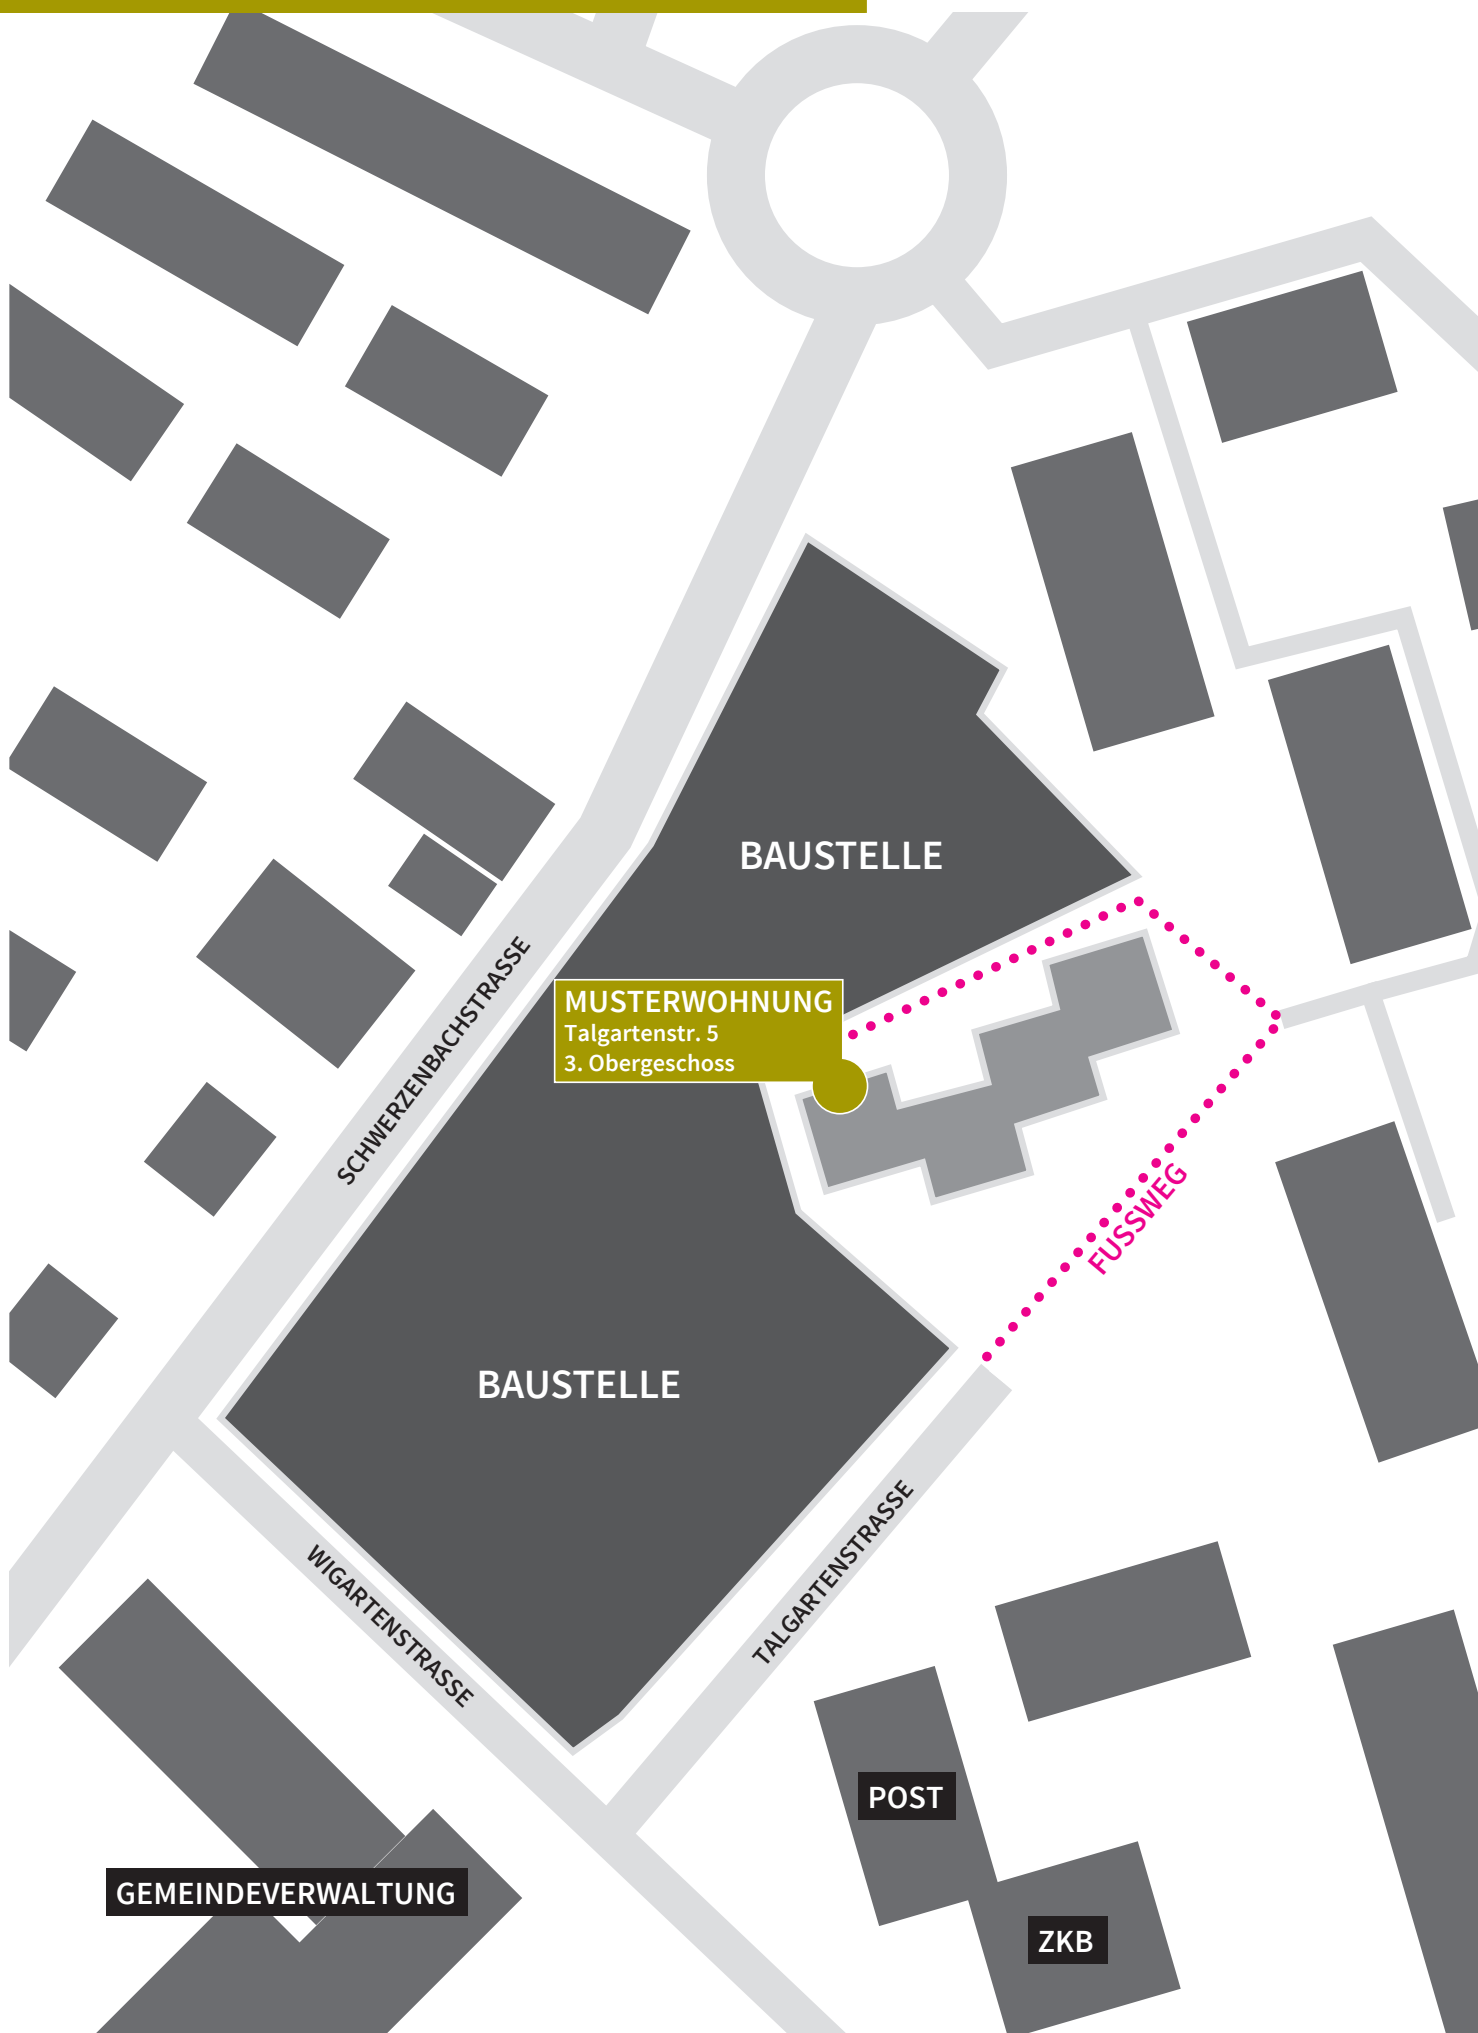 BAUSTELLE
SCHWERZENBACHSTRASSE
MUSTERWOHNUNG
Talgartenstr. 5
3. Obergeschoss
FUSSWEG
BAUSTELLE
WIGARTENSTRASSE
TALGARTENSTRASSE
POST
GEMEINDEVERWALTUNG
ZKB